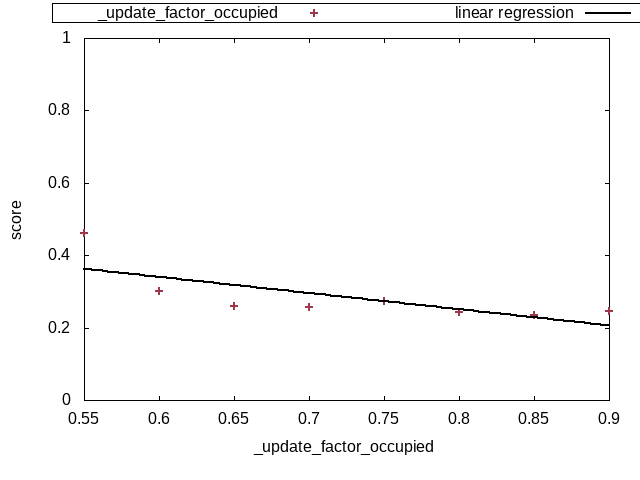 _update_factor_occupied linear regression
1
0.8
0.6
0.4
0.2
0
score
0.55 0.6 0.65 0.7 0.75 0.8 0.85 0.9
_update_factor_occupied